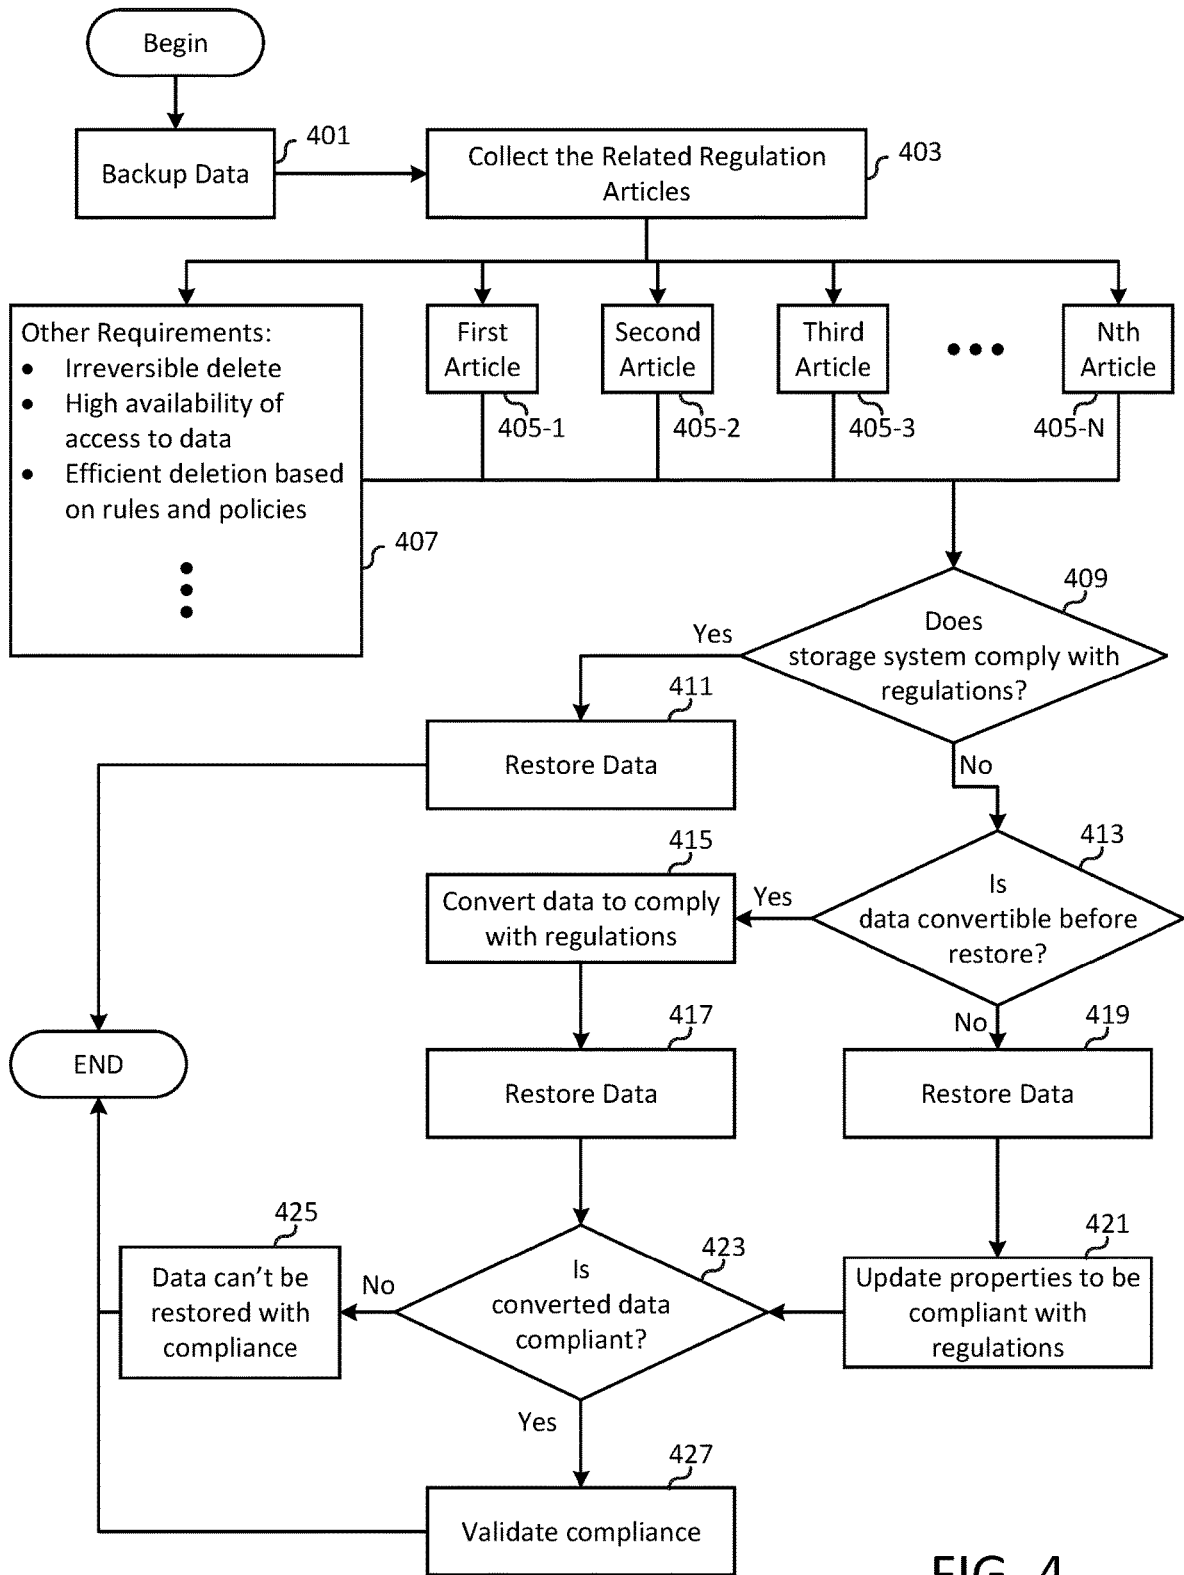 Begin
401
Backup Data
403
Collect the Related Regulation
Articles
Other Requirements:
• Irreversible delete
• High availability of
access to data
• Efficient deletion based
on rules and policies
407
First
Article
405-1
Second
Article
405-2
Third
Article
405-3
Nth
Article
405-N
409
Does
storage system comply with
regulations?
Yes
No
411
Restore Data
413
Is
data convertible before
restore?
Yes
No
415
Convert data to comply
with regulations
417
Restore Data
419
Restore Data
END
421
Update properties to be
compliant with
regulations
423
Is
converted data
compliant?
No
Yes
425
Data can't be
restored with
compliance
427
Validate compliance
FIG. 4